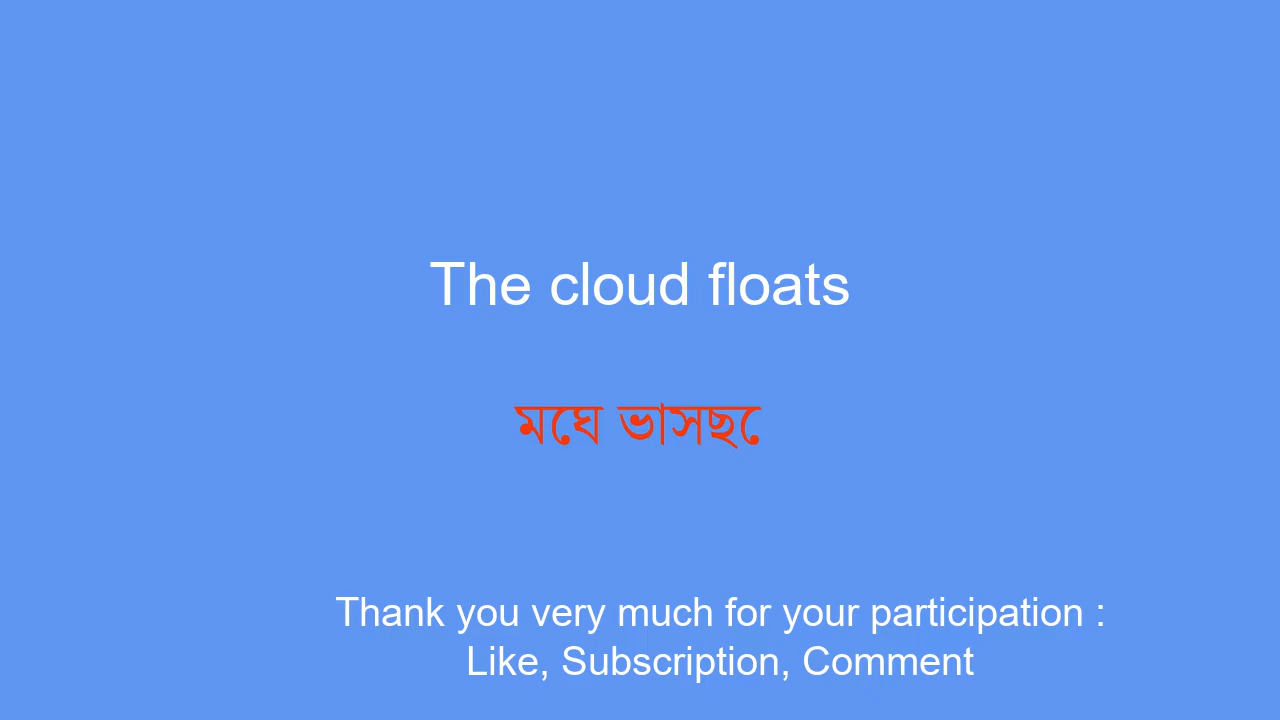 The cloud floats
মেঘ ভাসছে
Thank you very much for your participation :
Like, Subscription, Comment